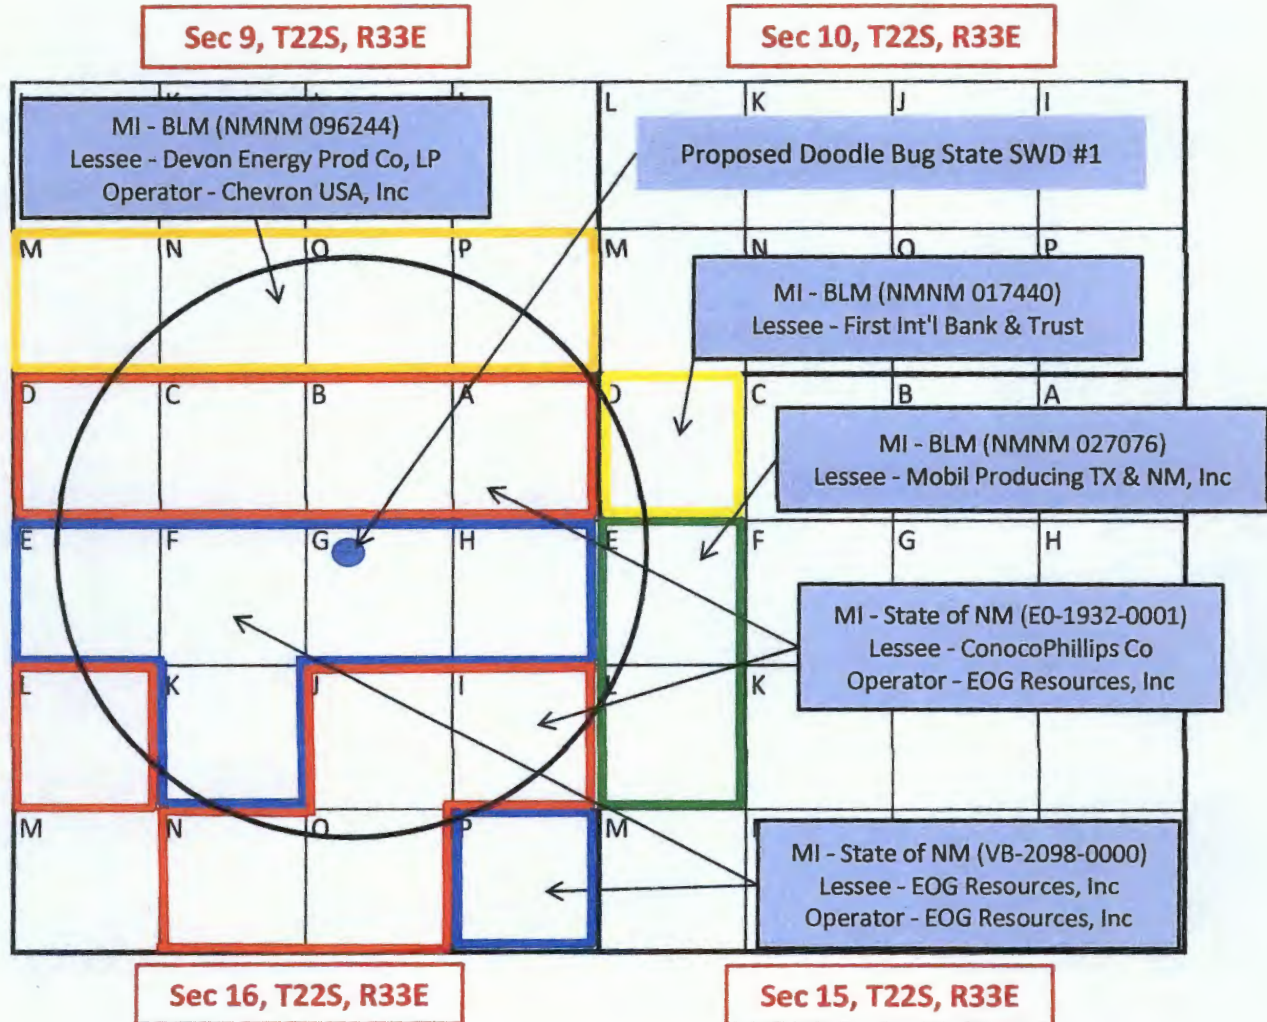 Sec 9, T22S, R33E
Sec 10, T22S, R33E
L K J I
MI - BLM (NMNM 096244)
Lessee - Devon Energy Prod Co, LP
Operator - Chevron USA, Inc
Proposed Doodle Bug State SWD #1
M N O P M N O P
MI - BLM (NMNM 017440)
Lessee - First Int'l Bank & Trust
D C B A D C B A
MI - BLM (NMNM 027076)
Lessee - Mobil Producing TX & NM, Inc
E F G H E F G H
MI - State of NM (E0-1932-0001)
Lessee - ConocoPhillips Co
Operator - EOG Resources, Inc
L K J I L K
M N O P M
MI - State of NM (VB-2098-0000)
Lessee - EOG Resources, Inc
Operator - EOG Resources, Inc
Sec 16, T22S, R33E
Sec 15, T22S, R33E